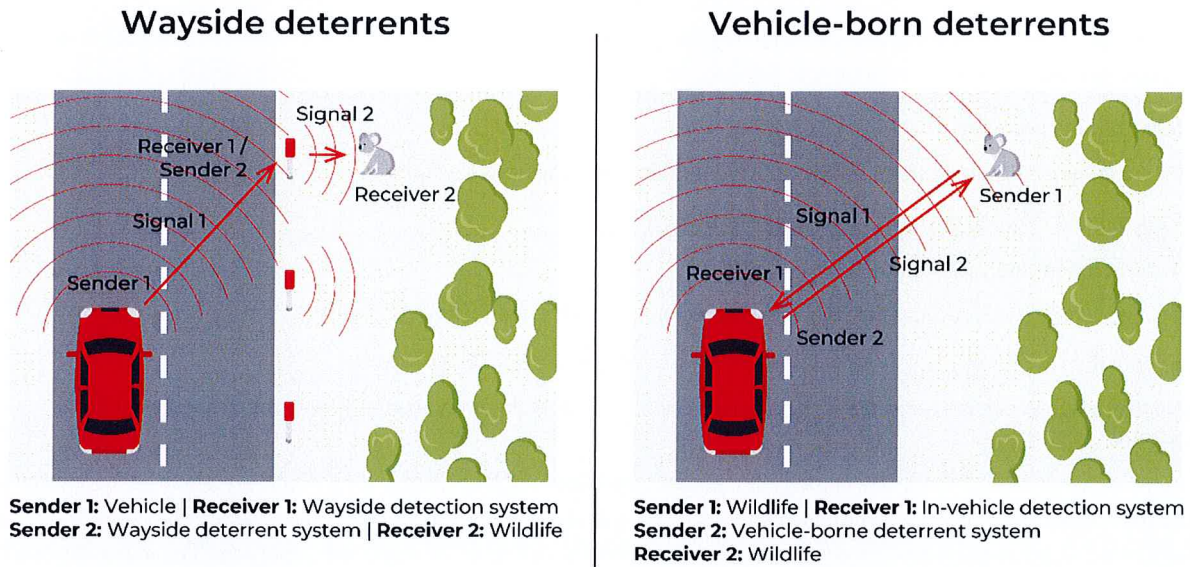 Wayside deterrents
Signal 2
Receiver 1 /
Sender 2
Receiver 2
Signal 1
Sender 1
Sender 1: Vehicle | Receiver 1: Wayside detection system
Sender 2: Wayside deterrent system | Receiver 2: Wildlife
Vehicle-born deterrents
Sender 1
Signal 1
Signal 2
Receiver 1
Sender 2
Sender 1: Wildlife | Receiver 1: In-vehicle detection system
Sender 2: Vehicle-borne deterrent system
Receiver 2: Wildlife